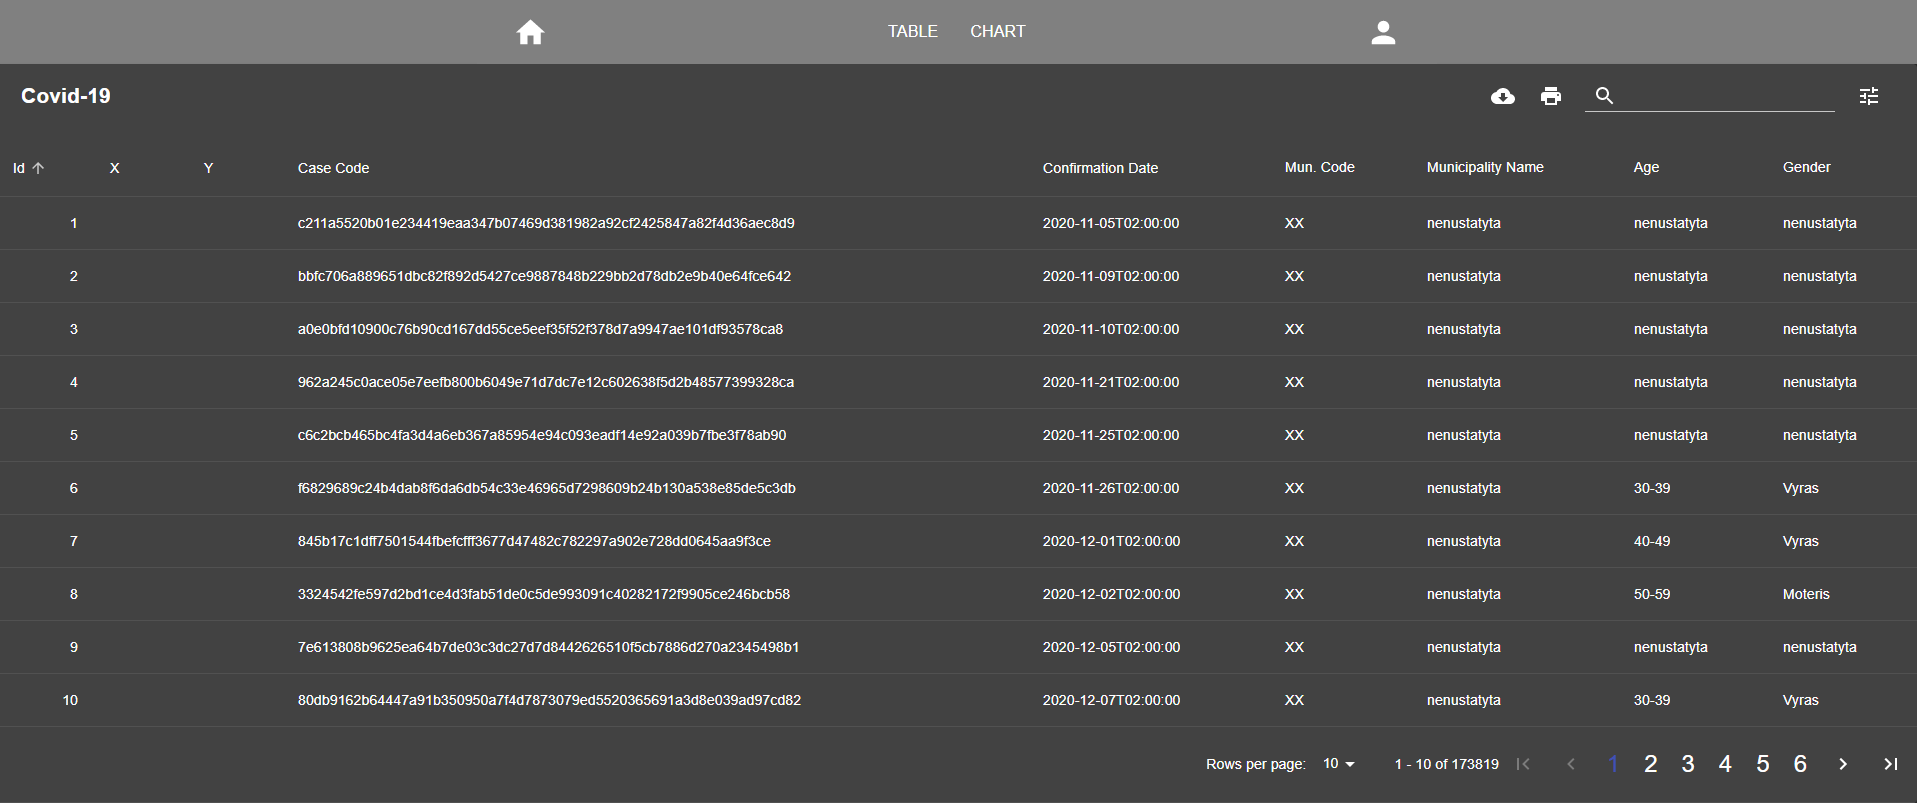 TABLE CHART
Covid-19
Id X Y Case Code Confirmation Date Mun. Code Municipality Name Age Gender
1 c211a5520b01e234419eaa347b07469d381982a92cf2425847a82f4d36aec8d9 2020-11-05T02:00:00 XX nenustatyta nenustatyta nenustatyta
2 bbfc706a889651dbc82f892d5427ce9887848b229bb2d78db2e9b40e64fce642 2020-11-09T02:00:00 XX nenustatyta nenustatyta nenustatyta
3 a0e0bfd10900c76b90cd167dd55ce5eef35f52f378d7a9947ae101df93578ca8 2020-11-10T02:00:00 XX nenustatyta nenustatyta nenustatyta
4 962a245c0ace05e7eefb800b6049e71d7dc7e12c602638f5d2b48577399328ca 2020-11-21T02:00:00 XX nenustatyta nenustatyta nenustatyta
5 c6c2bcb465bc4fa3d4a6eb367a85954e94c093eadf14e92a039b7fbe3f78ab90 2020-11-25T02:00:00 XX nenustatyta nenustatyta nenustatyta
6 f6829689c24b4dab8f6da6db54c33e46965d7298609b24b130a538e85de5c3db 2020-11-26T02:00:00 XX nenustatyta 30-39 Vyras
7 845b17c1dff7501544fbefcfff3677d47482c782297a902e728dd0645aa9f3ce 2020-12-01T02:00:00 XX nenustatyta 40-49 Vyras
8 3324542fe597d2bd1ce4d3fab51de0c5de993091c40282172f9905ce246bcb58 2020-12-02T02:00:00 XX nenustatyta 50-59 Moteris
9 7e613808b9625ea64b7de03c3dc27d7d8442626510f5cb7886d270a2345498b1 2020-12-05T02:00:00 XX nenustatyta nenustatyta nenustatyta
10 80db9162b64447a91b350950a7f4d7873079ed5520365691a3d8e039ad97cd82 2020-12-07T02:00:00 XX nenustatyta 30-39 Vyras
Rows per page: 10 1 - 10 of 173819 1 2 3 4 5 6